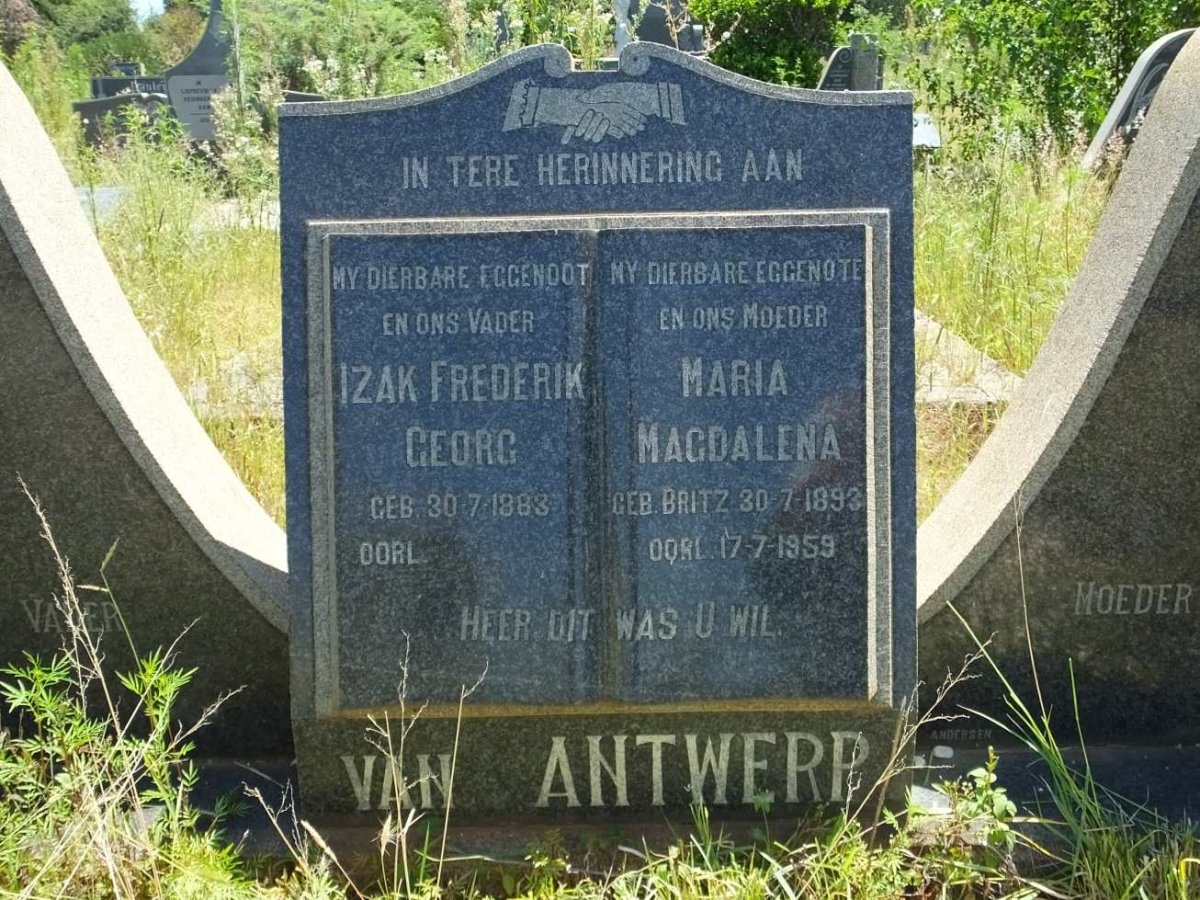 IN TERE HERINNERING AAN
MY DIERBARE EGGENOOT
EN ONS VADER
IZAK FREDERIK
GEORG
GEB. 30-7-1883
OORL.
MY DIERBARE EGGENOTE
EN ONS MOEDER
MARIA
MAGDALENA
GEB. BRITZ 30-7-1893
OORL. 17-7-1959
HEER, DIT WAS U WIL.
VAN ANTWERP
VADER
MOEDER
ANDERSEN